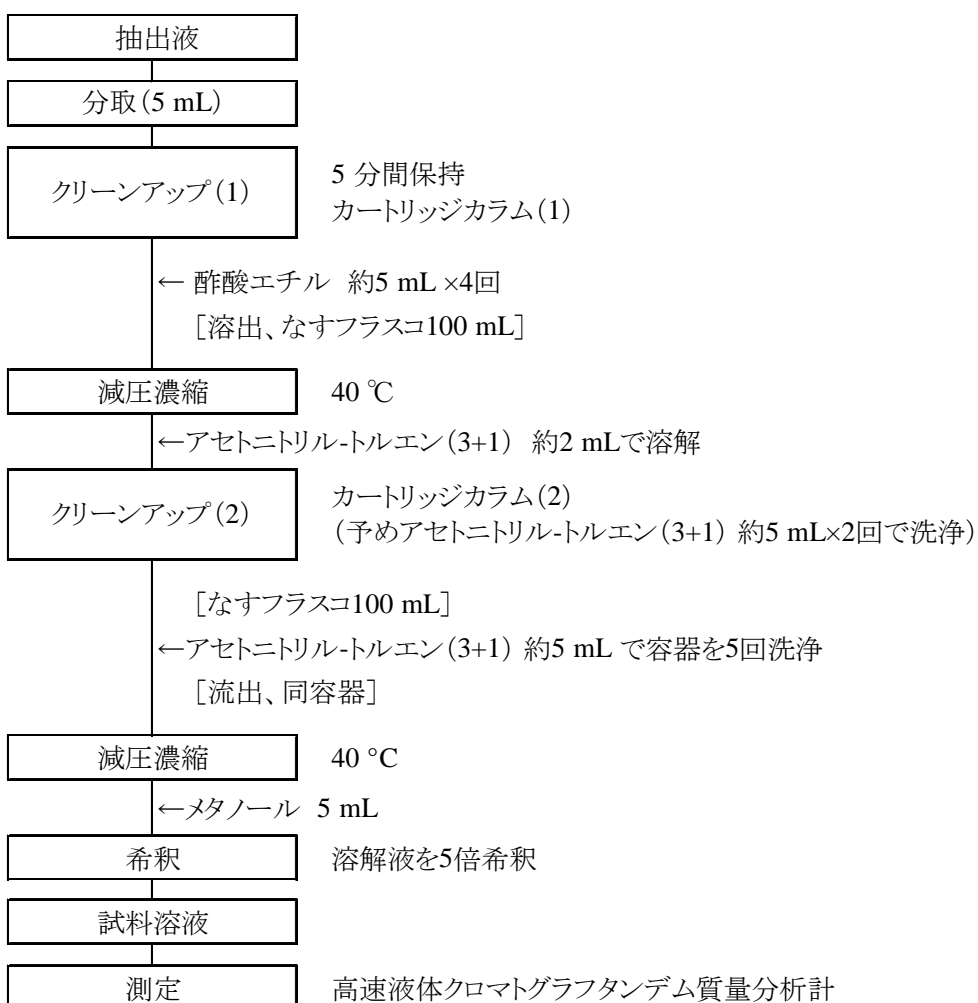 抽出液
分取(5 mL)
クリーンアップ(1)
5 分間保持
カートリッジカラム(1)
← 酢酸エチル 約5 mL ×4回
[溶出、なすフラスコ100 mL]
減圧濃縮
40 ℃
←アセトニトリル-トルエン(3+1) 約2 mLで溶解
クリーンアップ(2)
カートリッジカラム(2)
(予めアセトニトリル-トルエン(3+1) 約5 mL×2回で洗浄)
[なすフラスコ100 mL]
←アセトニトリル-トルエン(3+1) 約5 mL で容器を5回洗浄
[流出、同容器]
減圧濃縮
40 °C
←メタノール 5 mL
希釈
溶解液を5倍希釈
試料溶液
測定
高速液体クロマトグラフタンデム質量分析計